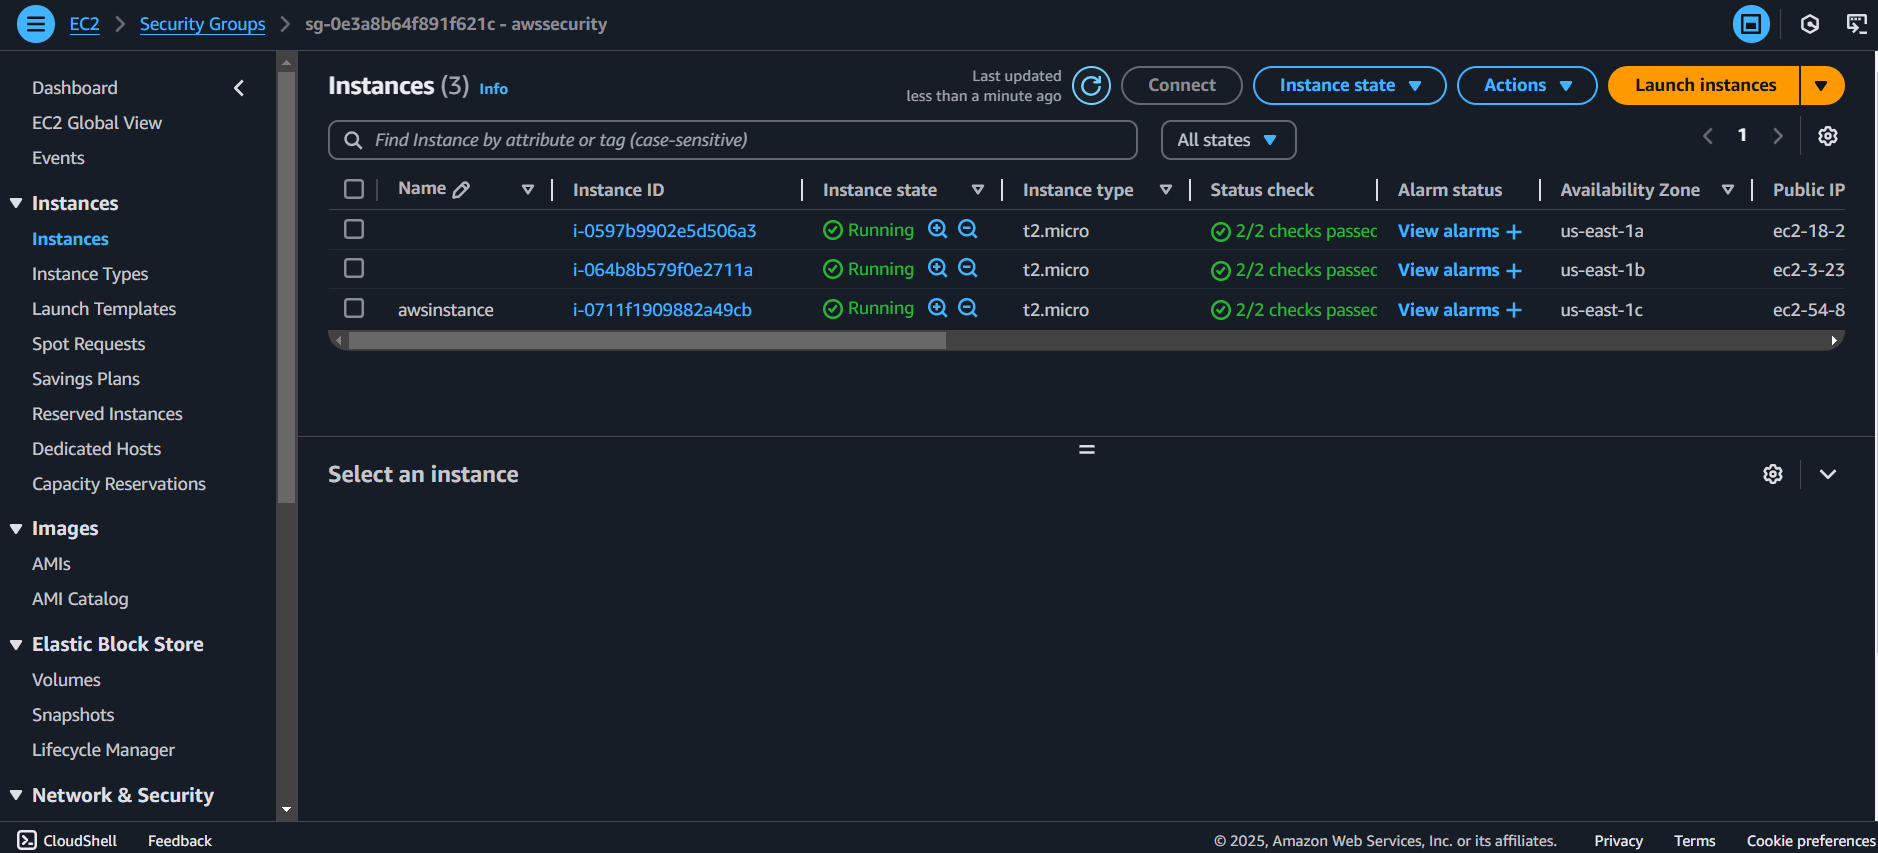 EC2 > Security Groups > sg-0e3a8b64f891f621c - awssecurity
Dashboard
EC2 Global View
Events
Instances
Instances
Instance Types
Launch Templates
Spot Requests
Savings Plans
Reserved Instances
Dedicated Hosts
Capacity Reservations
Images
AMIs
AMI Catalog
Elastic Block Store
Volumes
Snapshots
Lifecycle Manager
Network & Security
Instances (3) Info
Last updated
less than a minute ago
Connect
Instance state
Actions
Launch instances
Find Instance by attribute or tag (case-sensitive)
All states
1
Name Instance ID Instance state Instance type Status check Alarm status Availability Zone Public IP
i-0597b9902e5d506a3 Running t2.micro 2/2 checks passec View alarms + us-east-1a ec2-18-2
i-064b8b579f0e2711a Running t2.micro 2/2 checks passec View alarms + us-east-1b ec2-3-23
awsinstance i-0711f1909882a49cb Running t2.micro 2/2 checks passec View alarms + us-east-1c ec2-54-8
Select an instance
CloudShell Feedback © 2025, Amazon Web Services, Inc. or its affiliates. Privacy Terms Cookie preferences